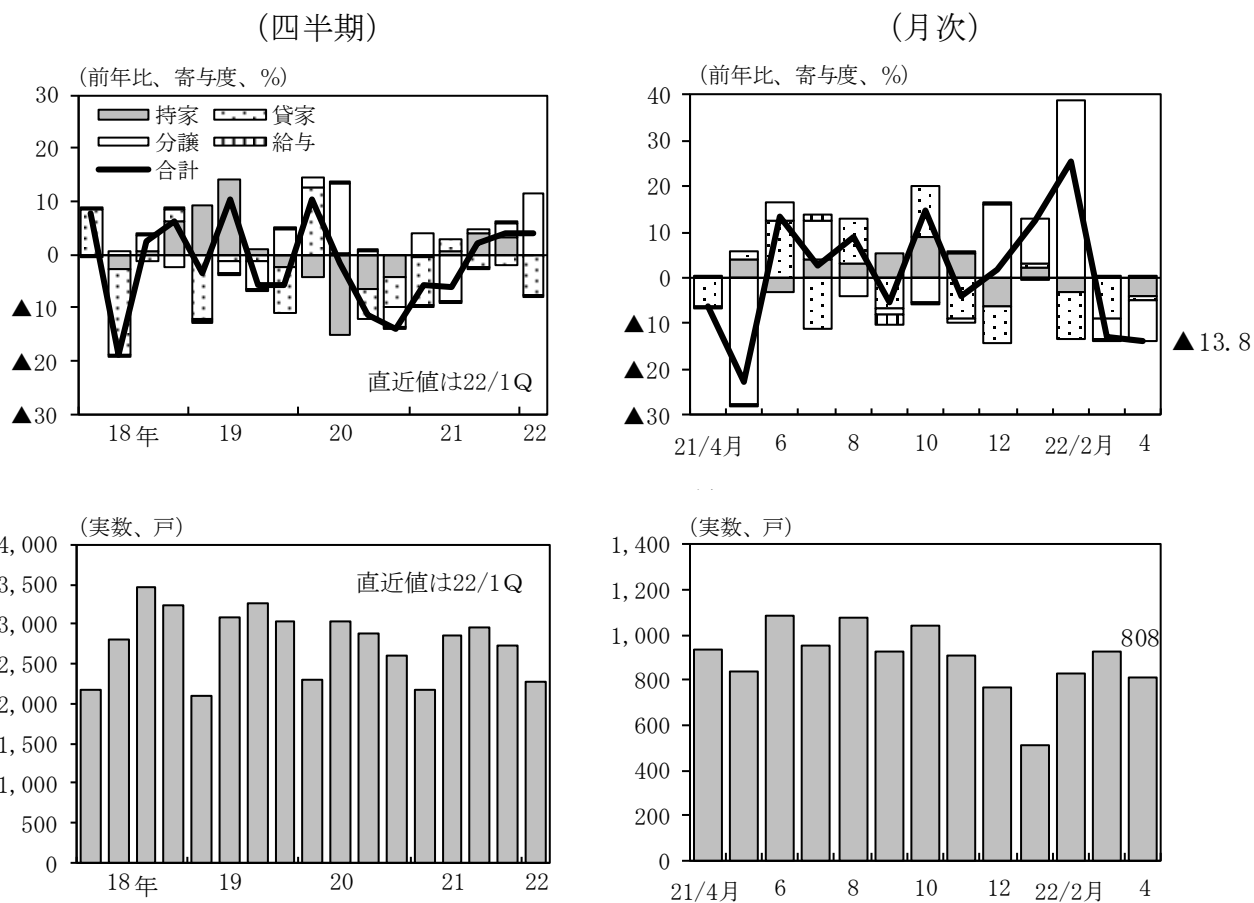 (四半期)
(前年比、寄与度、%)
持家 貸家
分譲 給与
合計
30
20
10
0
▲10
▲20
▲30
直近値は22/1Q
18年 19 20 21 22
(月次)
(前年比、寄与度、%)
40
30
20
10
0
▲10
▲20
▲30
▲13.8
21/4月 6 8 10 12 22/2月 4
(実数、戸)
4,000
3,500
3,000
2,500
2,000
1,500
1,000
500
0
直近値は22/1Q
18年 19 20 21 22
(実数、戸)
1,400
1,200
1,000
800
600
400
200
0
808
21/4月 6 8 10 12 22/2月 4